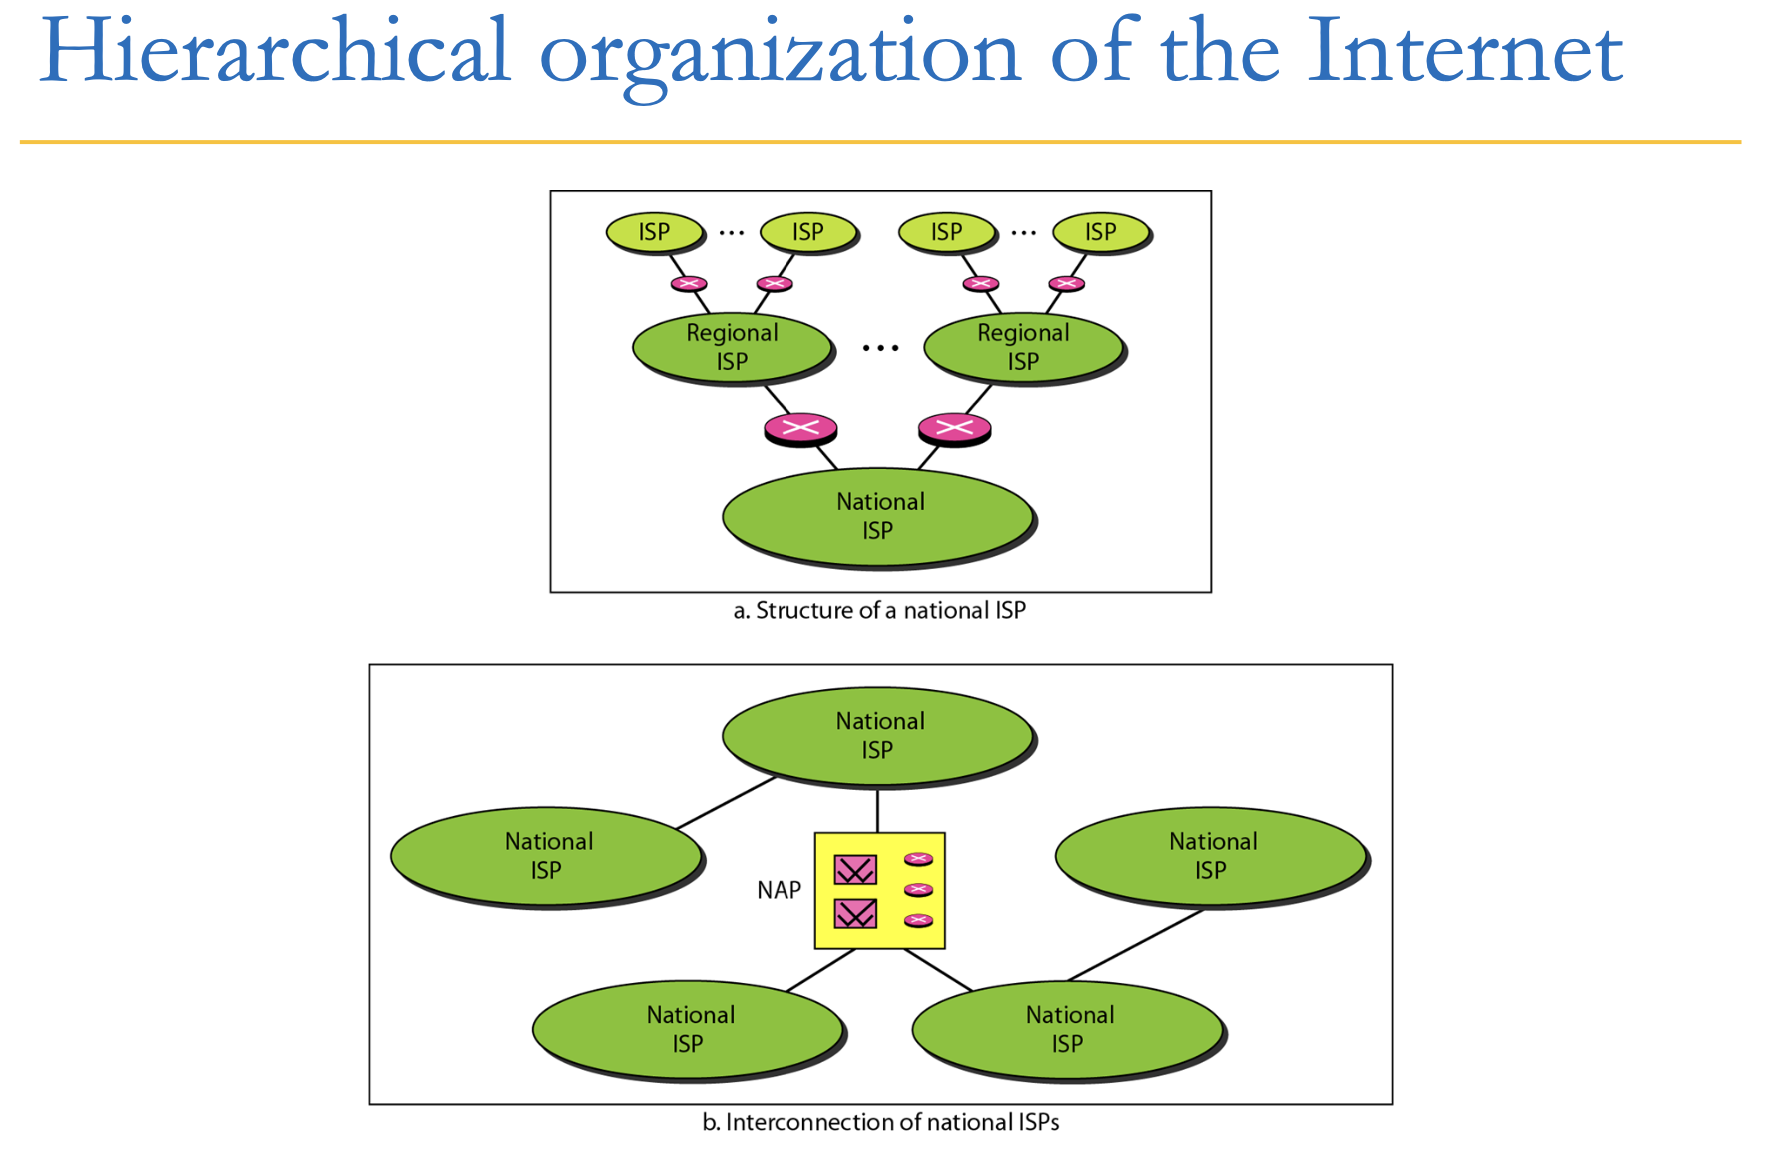 Hierarchical organization of the Internet
ISP ... ISP ISP ... ISP
Regional
ISP
...
Regional
ISP
National
ISP
a. Structure of a national ISP
National
ISP
National
ISP
National
ISP
NAP
National
ISP
National
ISP
b. Interconnection of national ISPs